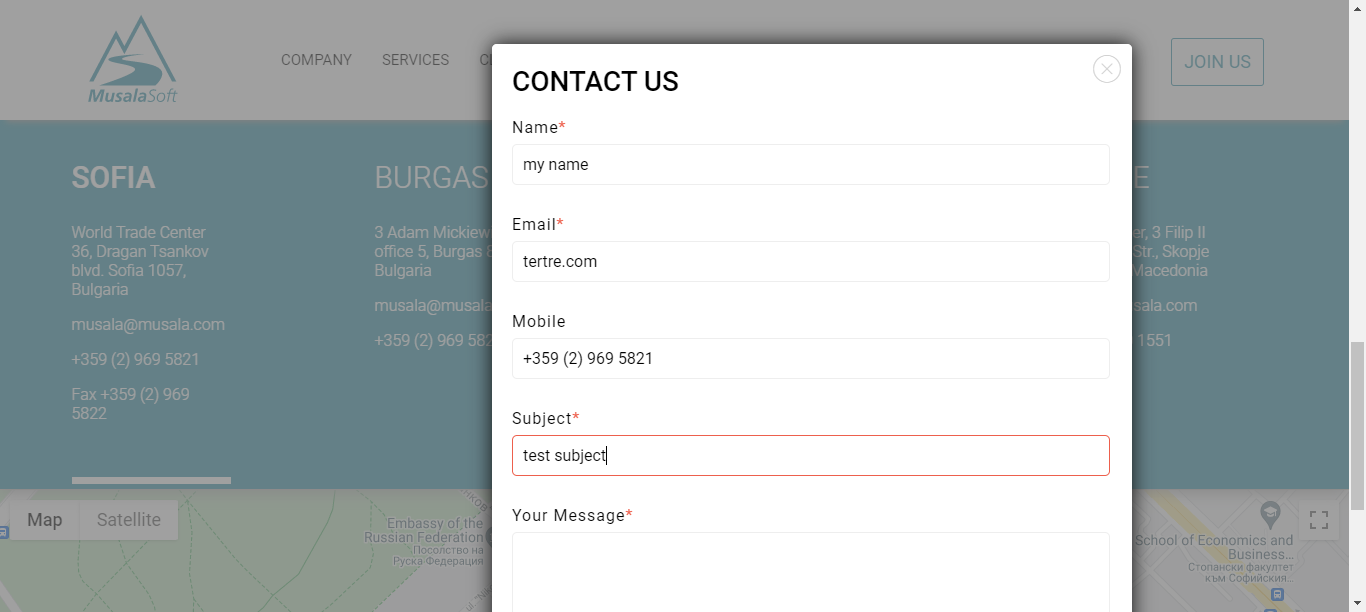 MusalaSoft
COMPANY
SERVICES
JOIN US
SOFIA
World Trade Center
36, Dragan Tsankov
blvd. Sofia 1057,
Bulgaria
musala@musala.com
+359 (2) 969 5821
Fax +359 (2) 969
5822
BURGAS
3 Adam Mickiew
office 5, Burgas 8
Bulgaria
musala@musala
+359 (2) 969 582
CONTACT US
Name*
my name
Email*
tertre.com
Mobile
+359 (2) 969 5821
Subject*
test subject
Your Message*
E
er, 3 Filip II
Str., Skopje
Macedonia
sala.com
1551
Map
Satellite
Embassy of the
Russian Federation
Посолство на
Руска Федерация
School of Economics and
Business...
Стопански факултет
към Софийския...